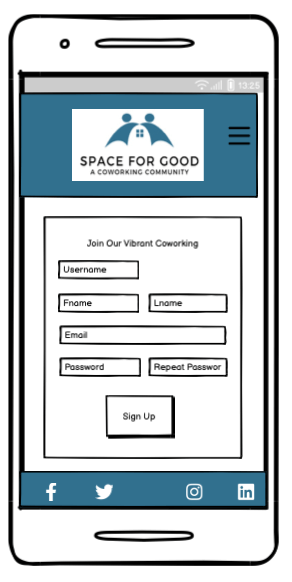 13:25
SPACE FOR GOOD
A COWORKING COMMUNITY
Join Our Vibrant Coworking
Username
Fname Lname
Email
Password Repeat Passwor
Sign Up